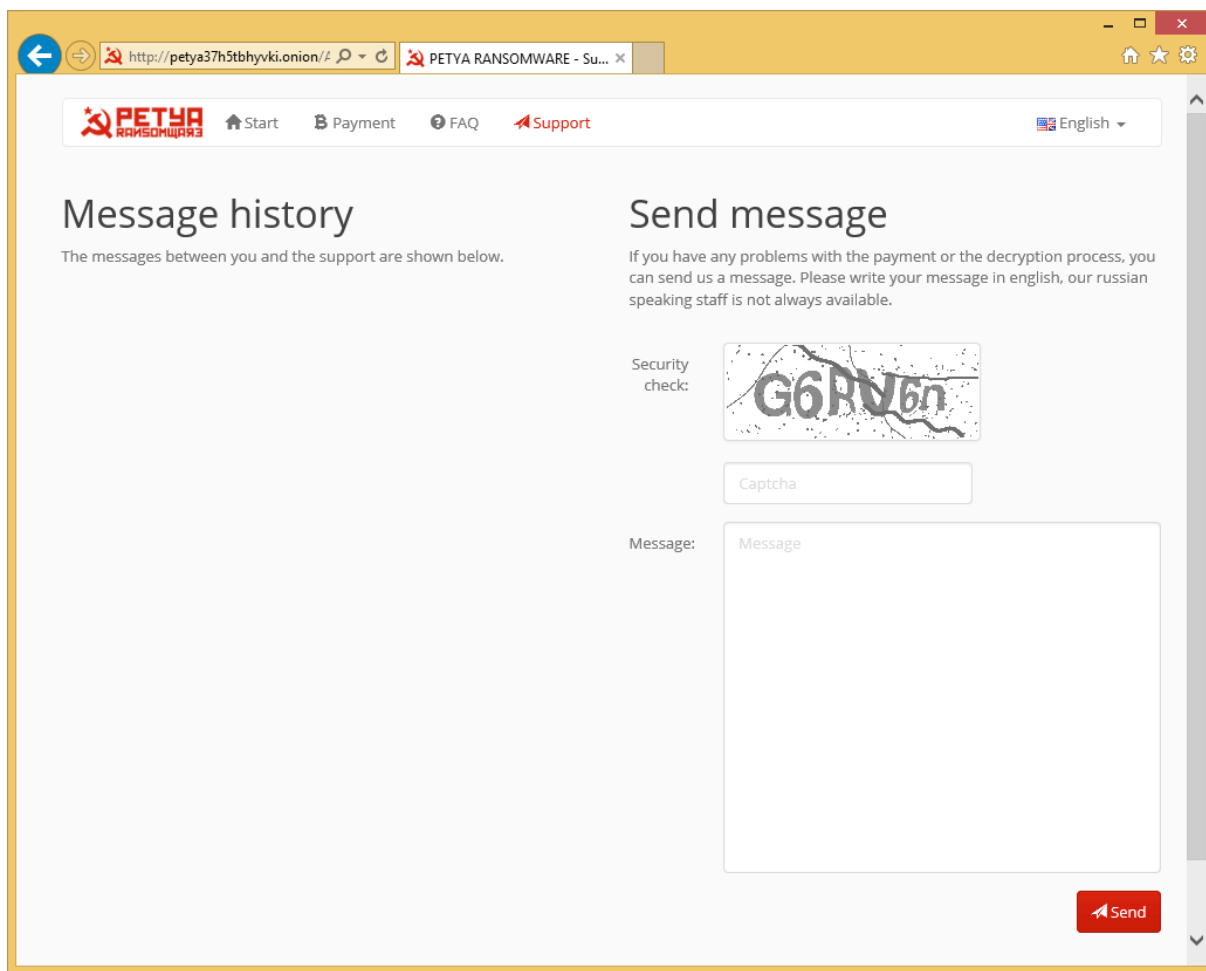 http://petya37h5tbhyvki.onion/
PETYA RANSOMWARE - Su...
PETYA
RANSOMWARE
Start
Payment
FAQ
Support
English
Message history
The messages between you and the support are shown below.
Send message
If you have any problems with the payment or the decryption process, you
can send us a message. Please write your message in english, our russian
speaking staff is not always available.
Security
check:
Captcha
Message:
Message
Send